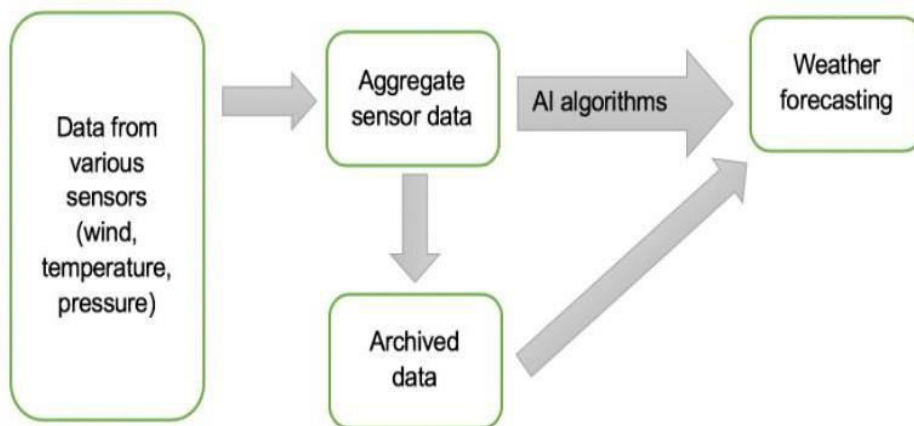 Data from
various
sensors
(wind,
temperature,
pressure)
Aggregate
sensor data
AI algorithms
Weather
forecasting
Archived
data